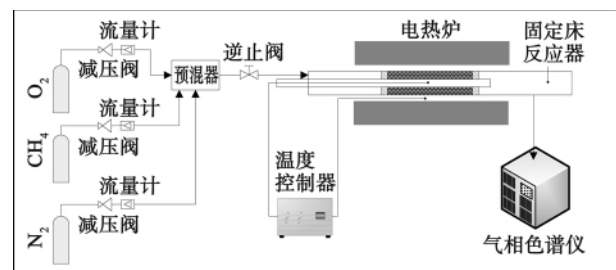 流量计
减压阀
O2
流量计
减压阀
CH4
流量计
减压阀
N2
预混器
逆止阀
电热炉
固定床
反应器
温度
控制器
气相色谱仪